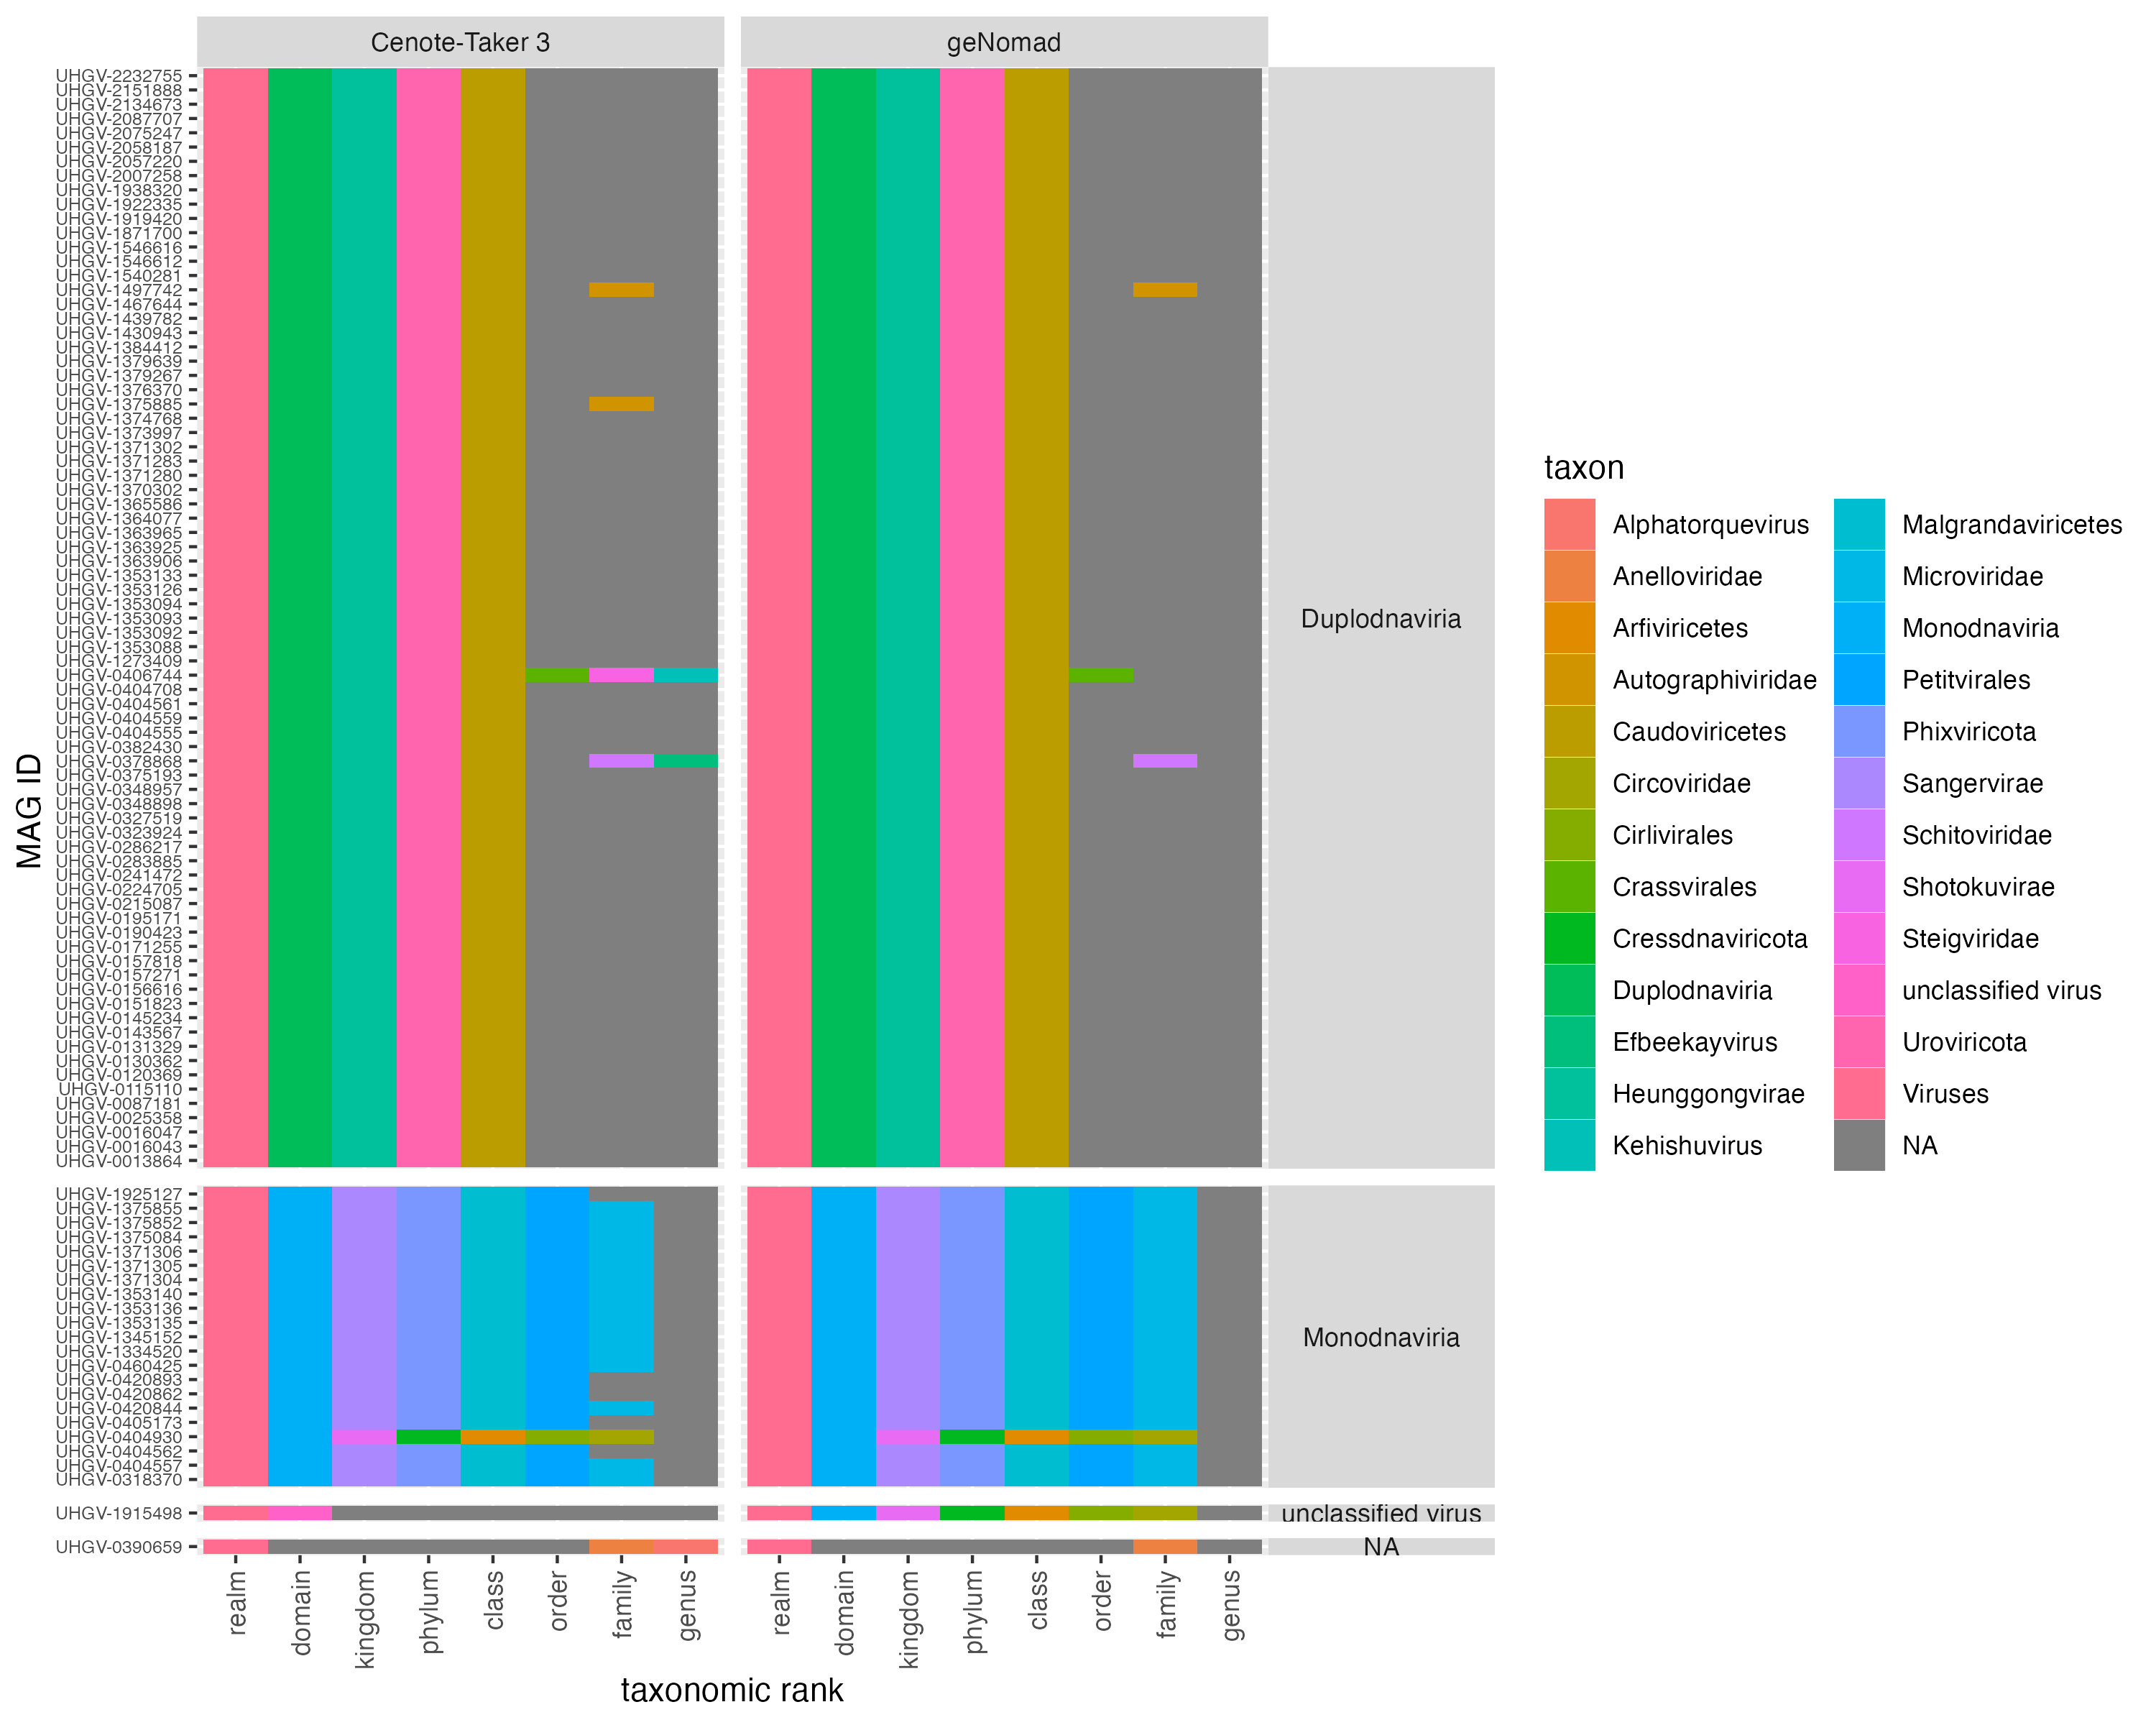 Cenote-Taker 3
geNomad
UHGV-2232755
UHGV-2151888
UHGV-2134673
UHGV-2087707
UHGV-2075247
UHGV-2058187
UHGV-2057220
UHGV-2007258
UHGV-1938320
UHGV-1922335
UHGV-1919420
UHGV-1871700
UHGV-1546616
UHGV-1546612
UHGV-1540281
UHGV-1497742
UHGV-1467644
UHGV-1439782
UHGV-1430943
UHGV-1384412
UHGV-1379639
UHGV-1379267
UHGV-1376370
UHGV-1375885
UHGV-1374768
UHGV-1373997
UHGV-1371302
UHGV-1371283
UHGV-1371280
UHGV-1370302
UHGV-1365586
UHGV-1364077
UHGV-1363965
UHGV-1363925
UHGV-1363906
UHGV-1353133
UHGV-1353126
UHGV-1353094
UHGV-1353093
UHGV-1353092
UHGV-1353088
UHGV-1273409
UHGV-0406744
UHGV-0404708
UHGV-0404561
UHGV-0404559
UHGV-0404555
UHGV-0382430
UHGV-0378868
UHGV-0375193
UHGV-0348957
UHGV-0348898
UHGV-0327519
UHGV-0323924
UHGV-0286217
UHGV-0283885
UHGV-0241472
UHGV-0224705
UHGV-0215087
UHGV-0195171
UHGV-0190423
UHGV-0171255
UHGV-0157818
UHGV-0157271
UHGV-0156616
UHGV-0151823
UHGV-0145234
UHGV-0143567
UHGV-0131329
UHGV-0130362
UHGV-0120369
UHGV-0115110
UHGV-0087181
UHGV-0025358
UHGV-0016047
UHGV-0016043
UHGV-0013864
Duplodnaviria
UHGV-1925127
UHGV-1375855
UHGV-1375852
UHGV-1375084
UHGV-1371306
UHGV-1371305
UHGV-1371304
UHGV-1353140
UHGV-1353136
UHGV-1353135
UHGV-1345152
UHGV-1334520
UHGV-0460425
UHGV-0420893
UHGV-0420862
UHGV-0420844
UHGV-0405173
UHGV-0404930
UHGV-0404562
UHGV-0404557
UHGV-0318370
Monodnaviria
UHGV-1915498
unclassified virus
UHGV-0390659
NA
MAG ID
realm
domain
kingdom
phylum
class
order
family
genus
realm
domain
kingdom
phylum
class
order
family
genus
taxonomic rank
taxon
Alphatorquevirus
Anelloviridae
Arfiviricetes
Autographiviridae
Caudoviricetes
Circoviridae
Cirlivirales
Crassvirales
Cressdnaviricota
Duplodnaviria
Efbeekayvirus
Heunggongvirae
Kehishuvirus
Malgrandaviricetes
Microviridae
Monodnaviria
Petitvirales
Phixviricota
Sangervirae
Schitoviridae
Shotokuvirae
Steigviridae
unclassified virus
Uroviricota
Viruses
NA